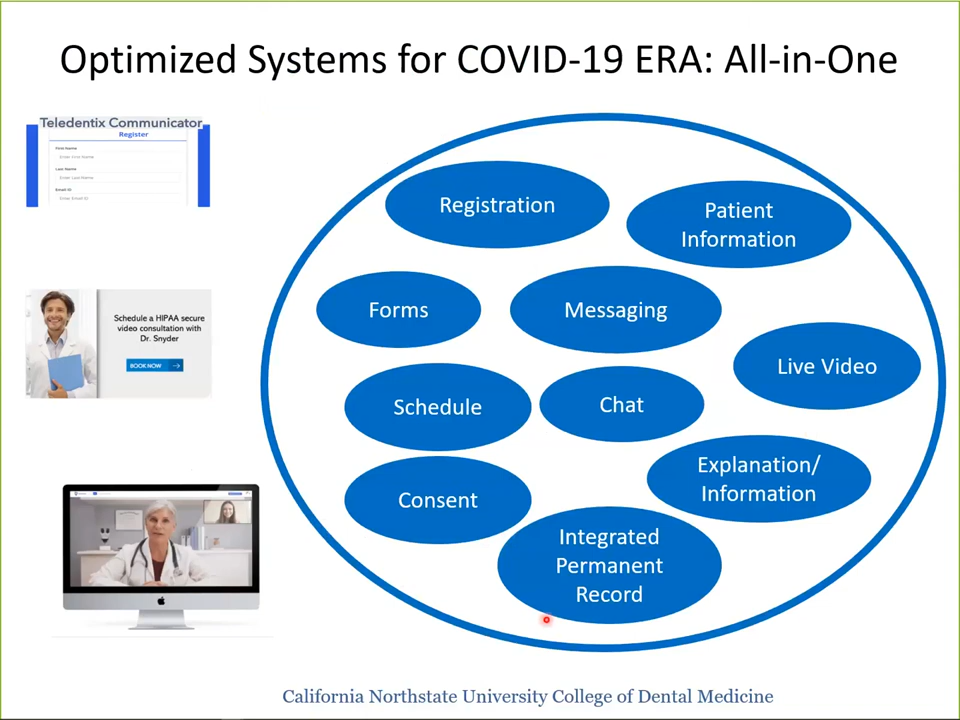 Optimized Systems for COVID-19 ERA: All-in-One
Teledentix Communicator
Register
First Name
Enter First Name
Last Name
Enter Last Name
Email ID
Enter Email ID
Schedule a HIPAA secure
video consultation with
Dr. Snyder
BOOK NOW
Registration
Patient
Information
Forms
Messaging
Live Video
Schedule
Chat
Explanation/
Information
Consent
Integrated
Permanent
Record
California Northstate University College of Dental Medicine